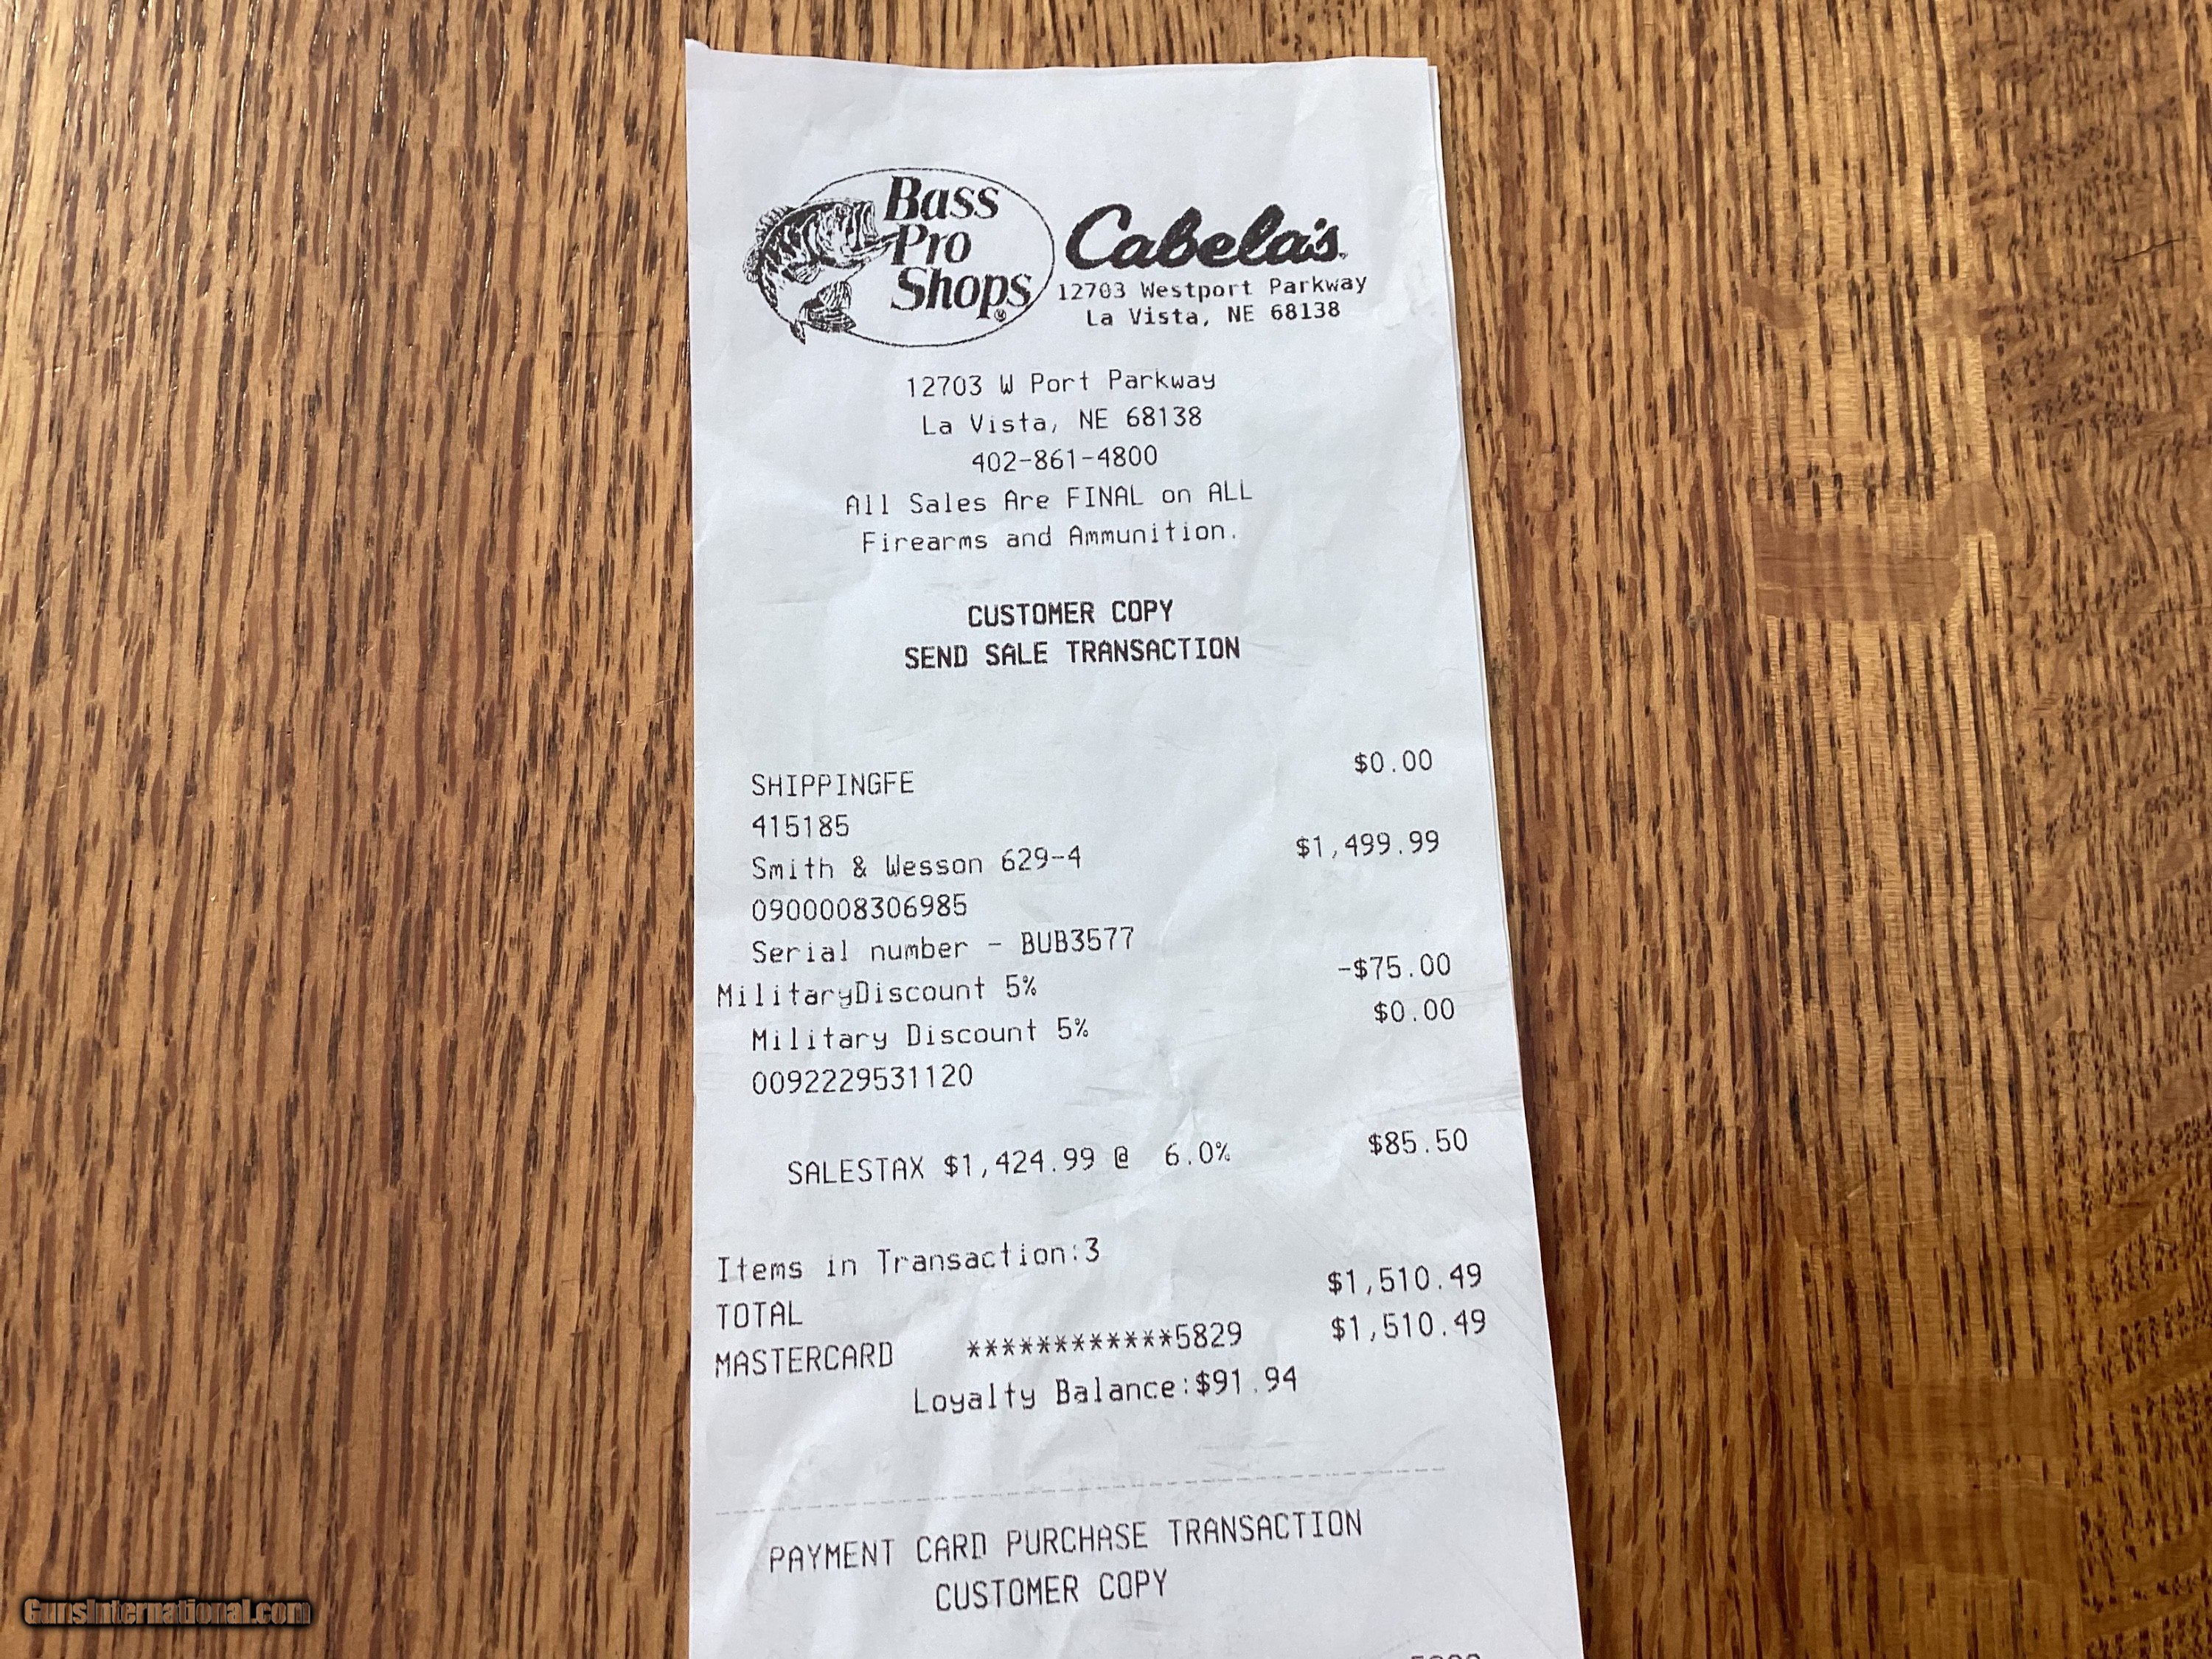 Bass
Pro
Shops
Cabela's
12703 Westport Parkway
La Vista, NE 68138
12703 W Port Parkway
La Vista, NE 68138
402-861-4800
All Sales Are FINAL on ALL
Firearms and Ammunition.
CUSTOMER COPY
SEND SALE TRANSACTION
SHIPPINGFE $0.00
415185
Smith & Wesson 629-4 $1,499.99
0900008306985
Serial number - BUB3577
MilitaryDiscount 5% -$75.00
Military Discount 5% $0.00
0092229531120
SALESTAX $1,424.99 @ 6.0% $85.50
Items in Transaction:3
TOTAL $1,510.49
MASTERCARD ************5829 $1,510.49
Loyalty Balance:$91.94
PAYMENT CARD PURCHASE TRANSACTION
CUSTOMER COPY
GunsInternational.com